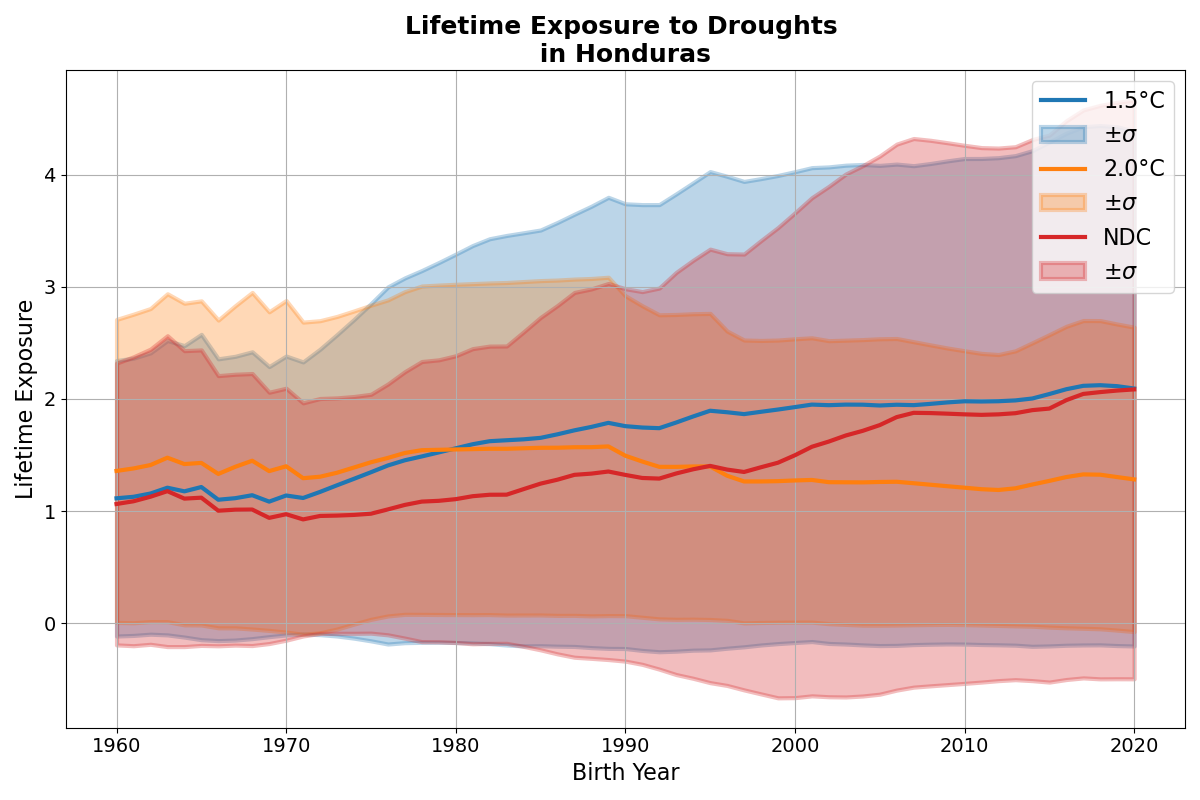 Lifetime Exposure to Droughts
in Honduras
1.5°C
±σ
2.0°C
±σ
NDC
±σ
Lifetime Exposure
4
3
2
1
0
1960 1970 1980 1990 2000 2010 2020
Birth Year